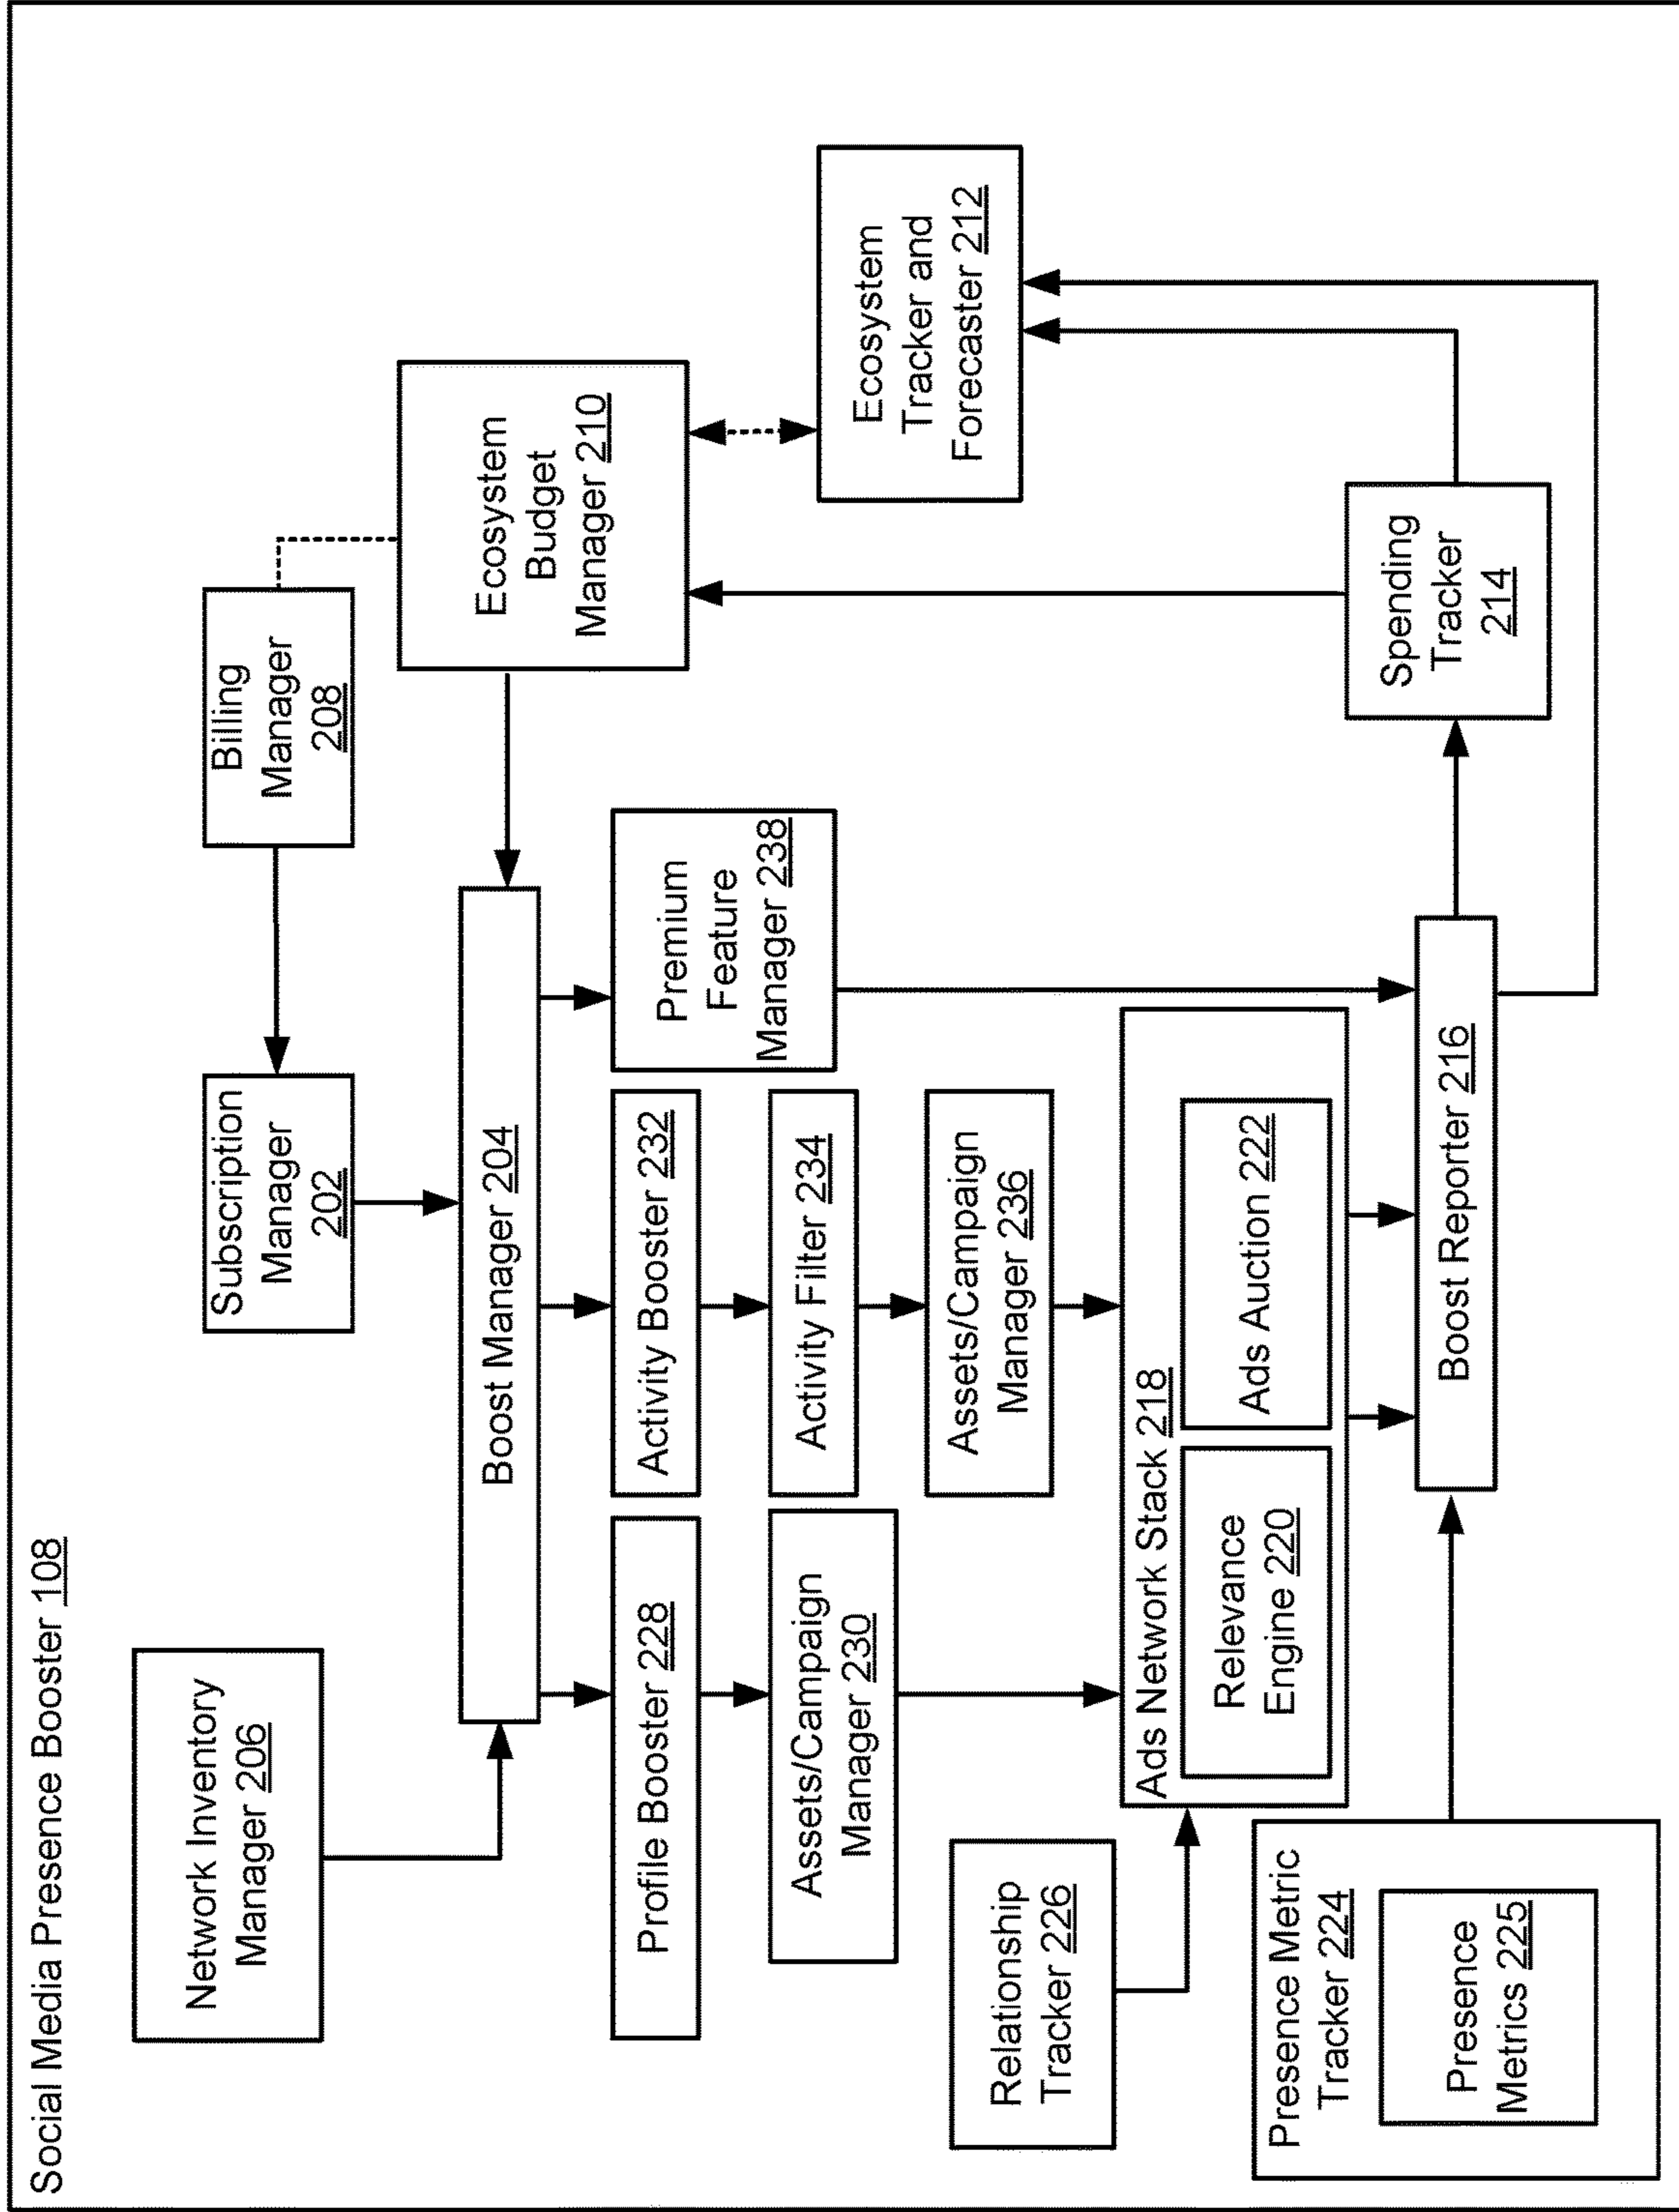 Social Media Presence Booster 108
Network Inventory
Manager 206
Subscription
Manager
202
Billing
Manager
208
Boost Manager 204
Ecosystem
Budget
Manager 210
Profile Booster 228
Activity Booster 232
Premium
Feature
Manager 238
Assets/Campaign
Manager 230
Activity Filter 234
Ecosystem
Tracker and
Forecaster 212
Assets/Campaign
Manager 236
Relationship
Tracker 226
Ads Network Stack 218
Relevance
Engine 220
Ads Auction 222
Presence Metric
Tracker 224
Presence
Metrics 225
Boost Reporter 216
Spending
Tracker
214